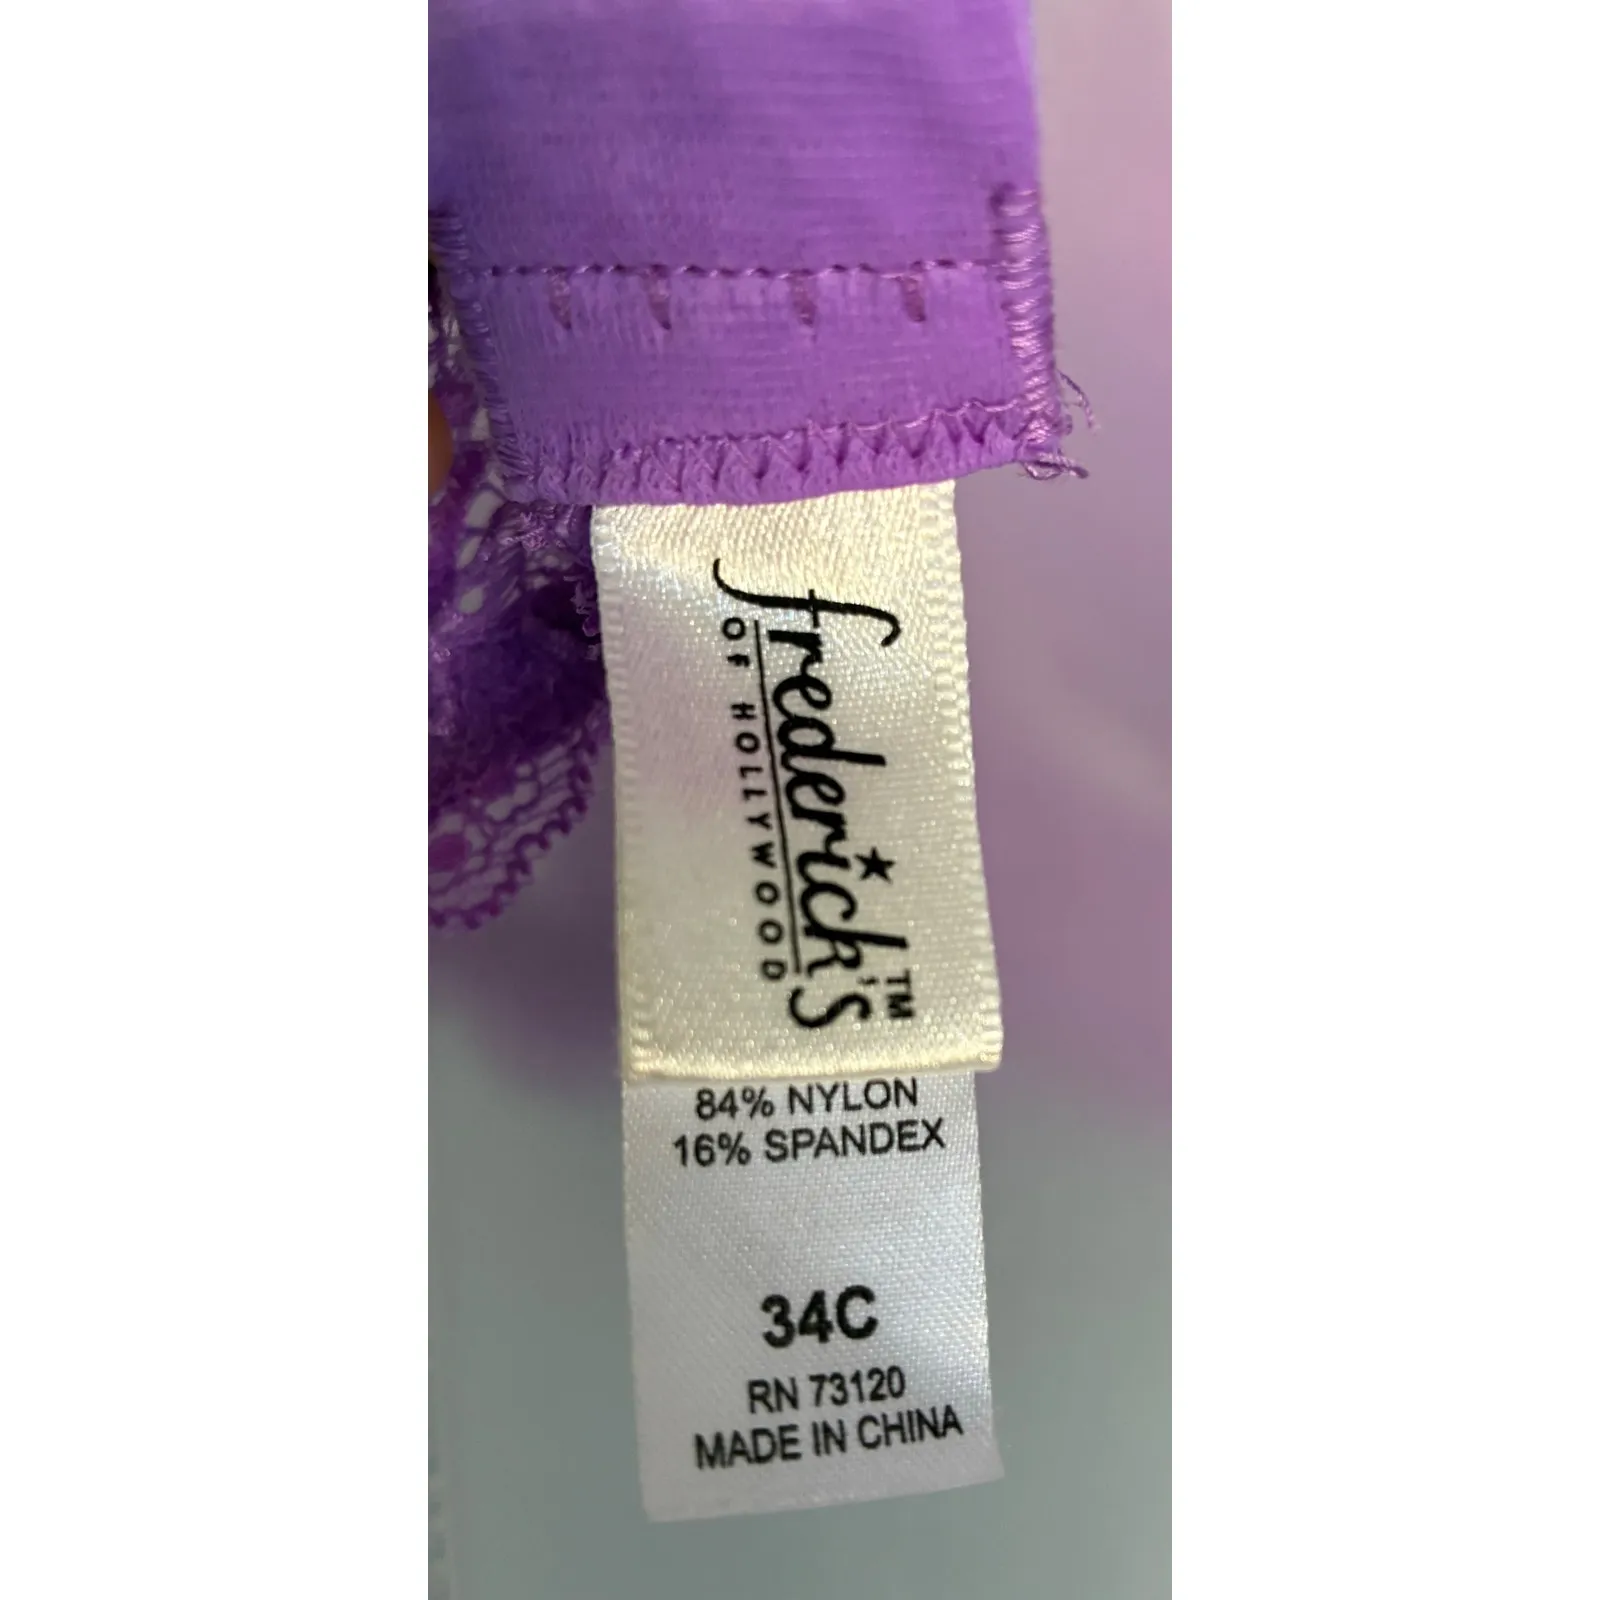 frederick's™
OF HOLLYWOOD
84% NYLON
16% SPANDEX
34C
RN 73120
MADE IN CHINA